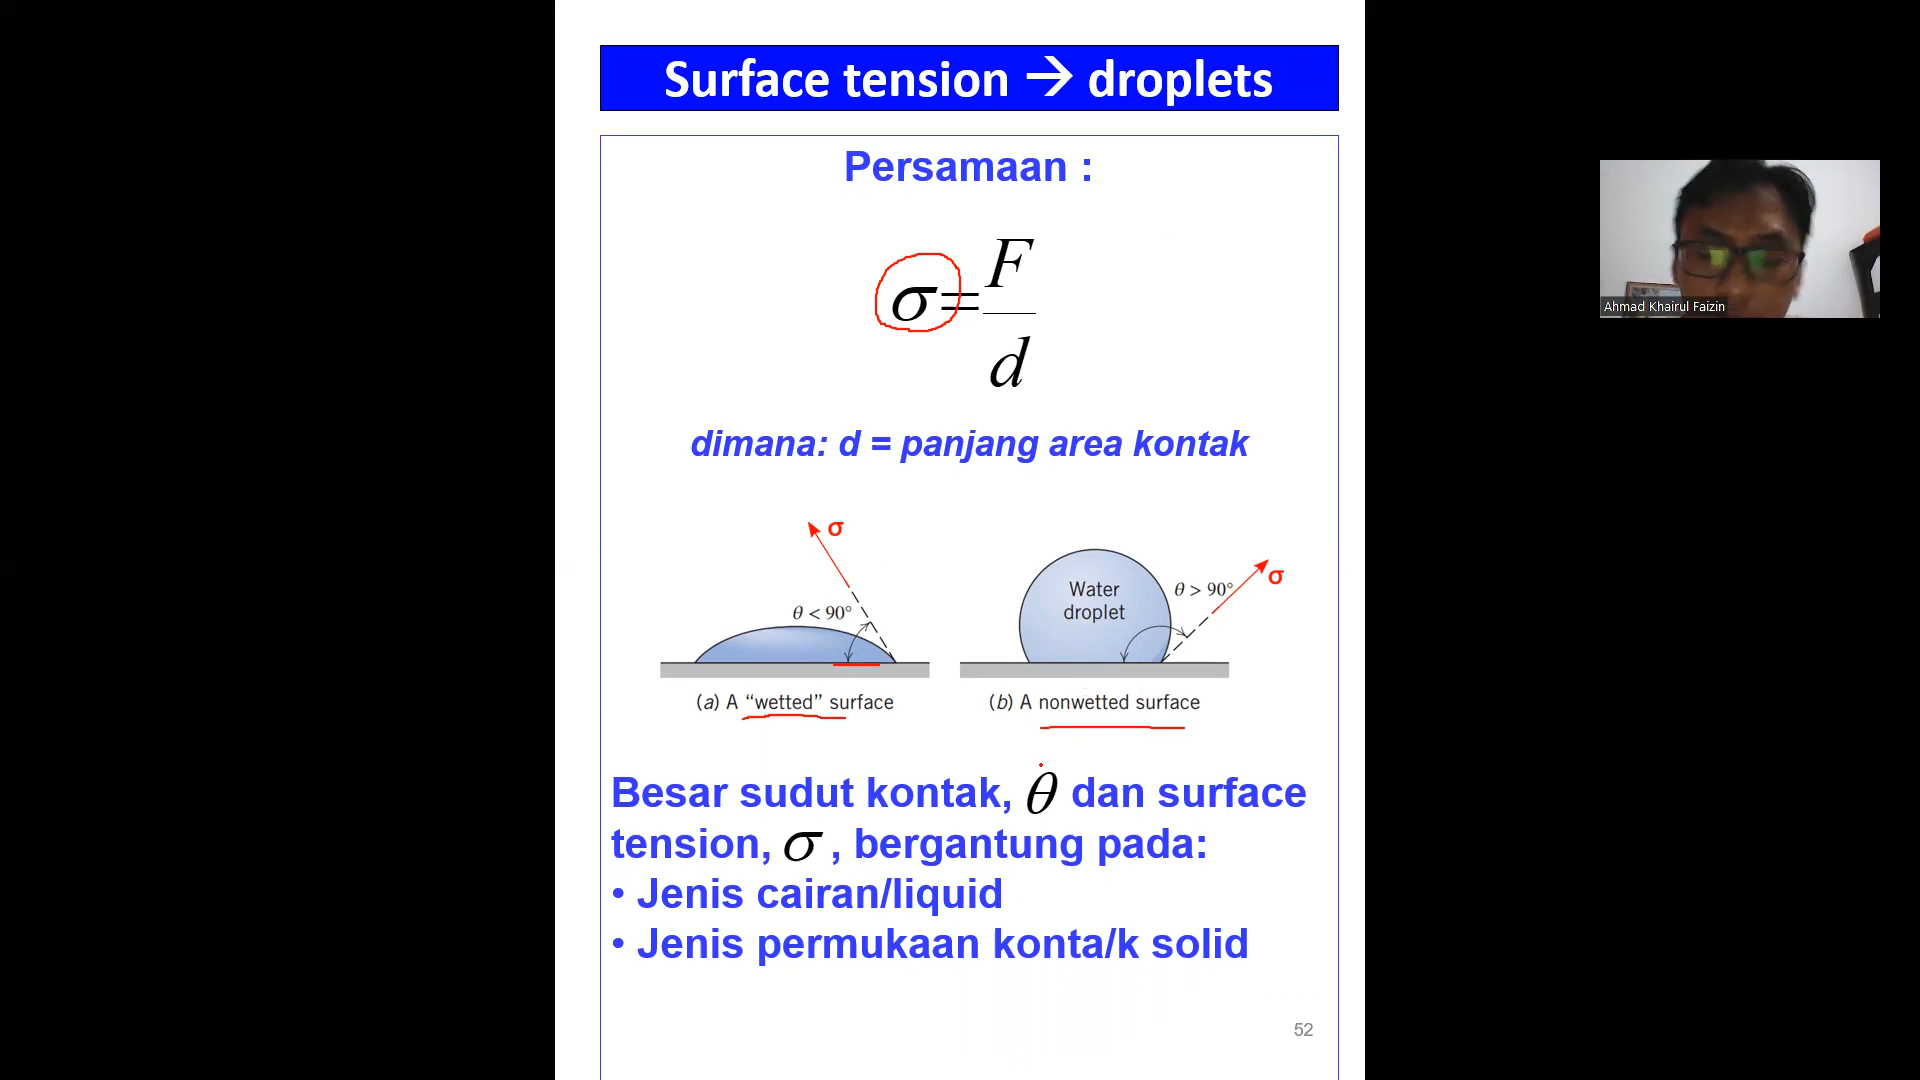 Surface tension → droplets
Persamaan :
σ = F
d
dimana: d = panjang area kontak
σ
θ < 90°
(a) A “wetted” surface
Water
droplet
θ > 90°
σ
(b) A nonwetted surface
Besar sudut kontak, θ dan surface
tension, σ , bergantung pada:
• Jenis cairan/liquid
• Jenis permukaan konta/k solid
52
Ahmad Khairul Faizin